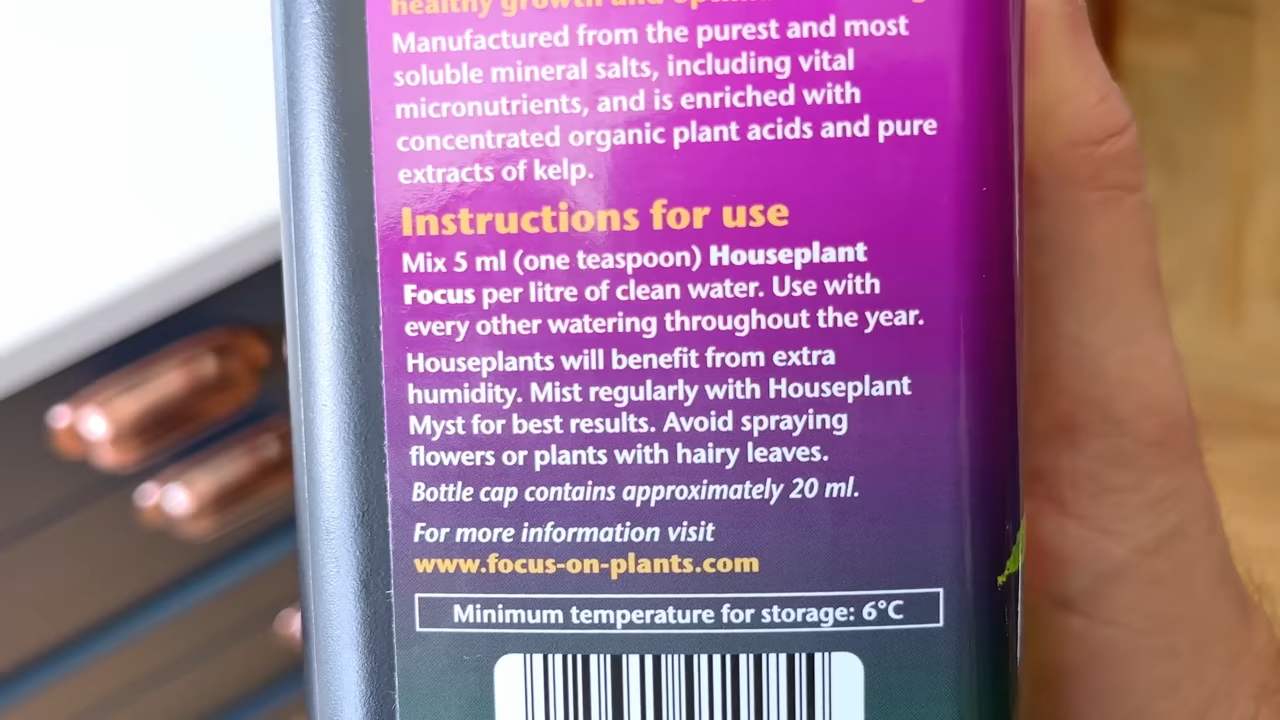 healthy growth and
Manufactured from the purest and most
soluble mineral salts, including vital
micronutrients, and is enriched with
concentrated organic plant acids and pure
extracts of kelp.
Instructions for use
Mix 5 ml (one teaspoon) Houseplant
Focus per litre of clean water. Use with
every other watering throughout the year.
Houseplants will benefit from extra
humidity. Mist regularly with Houseplant
Myst for best results. Avoid spraying
flowers or plants with hairy leaves.
Bottle cap contains approximately 20 ml.
For more information visit
www.focus-on-plants.com
Minimum temperature for storage: 6°C